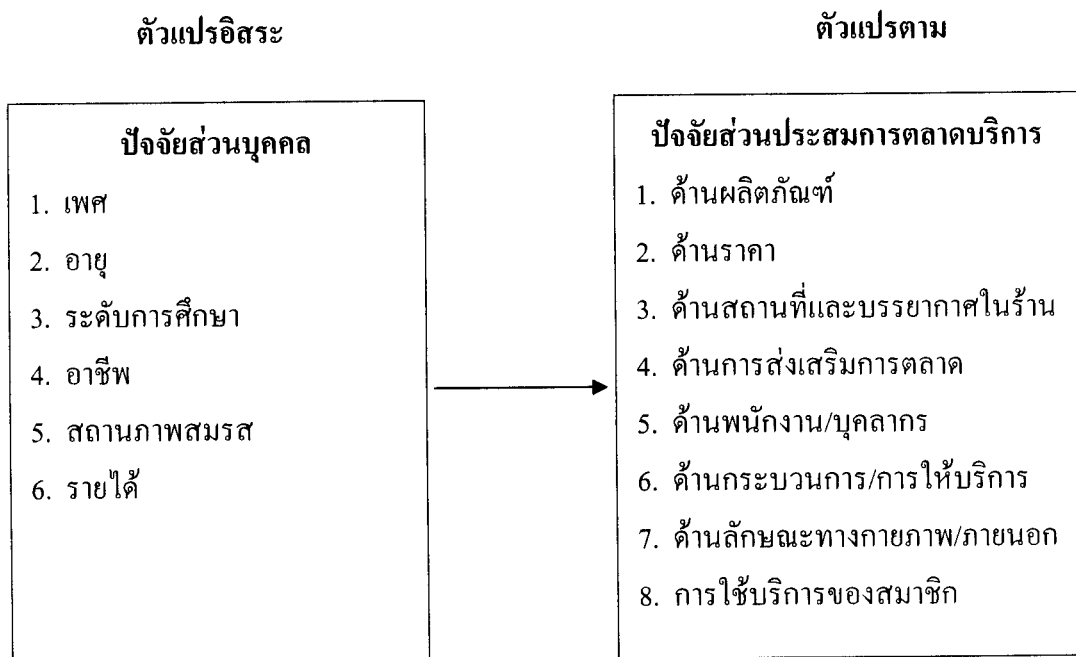 ตัวแปรอิสระ
ตัวแปรตาม
ปัจจัยส่วนบุคคล
1. เพศ
2. อายุ
3. ระดับการศึกษา
4. อาชีพ
5. สถานภาพสมรส
6. รายได้
ปัจจัยส่วนประสมการตลาดบริการ
1. ด้านผลิตภัณฑ์
2. ด้านราคา
3. ด้านสถานที่และบรรยากาศในร้าน
4. ด้านการส่งเสริมการตลาด
5. ด้านพนักงาน/บุคลากร
6. ด้านกระบวนการ/การให้บริการ
7. ด้านลักษณะทางกายภาพ/ภายนอก
8. การใช้บริการของสมาชิก